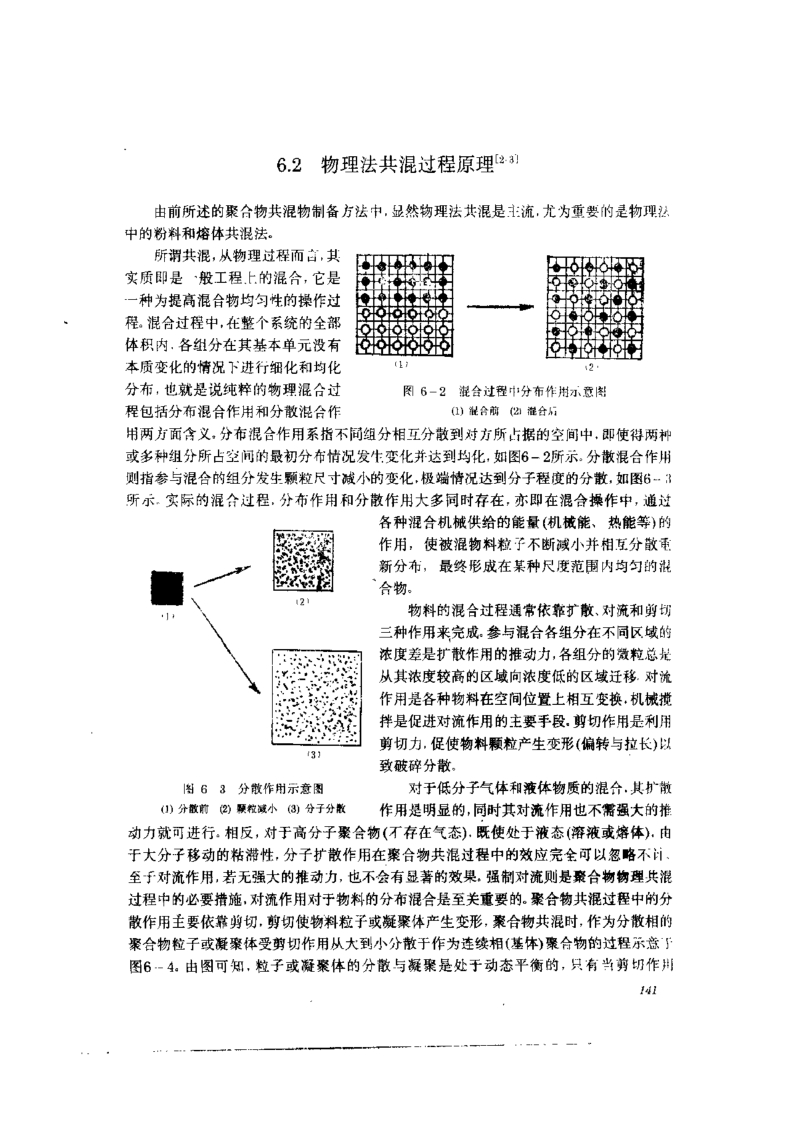 6.2 物理法共混过程原理[2-3]
由前所述的聚合物共混物制备方法中,显然物理法共混是主流,尤为重要的是物理法
中的粉料和熔体共混法。
所谓共混,从物理过程而言,其
实质即是一般工程上的混合,它是
一种为提高混合物均匀性的操作过
程。混合过程中,在整个系统的全部
体积内,各组分在其基本单元没有
本质变化的情况下进行细化和均化
分布,也就是说纯粹的物理混合过
程包括分布混合作用和分散混合作
(1)
(2)
图 6-2 混合过程中分布作用示意图
(1) 混合前 (2) 混合后
用两方面含义。分布混合作用系指不同组分相互分散到对方所占据的空间中,即使得两种
或多种组分所占空间的最初分布情况发生变化并达到均化,如图6-2所示。分散混合作用
则指参与混合的组分发生颗粒尺寸减小的变化,极端情况达到分子程度的分散,如图6-3
所示。实际的混合过程,分布作用和分散作用大多同时存在,亦即在混合操作中,通过
各种混合机械供给的能量(机械能、热能等)的
作用,使被混物料粒子不断减小并相互分散重
新分布,最终形成在某种尺度范围内均匀的混
合物。
物料的混合过程通常依靠扩散、对流和剪切
三种作用来完成。参与混合各组分在不同区域的
浓度差是扩散作用的推动力,各组分的微粒总是
从其浓度较高的区域向浓度低的区域迁移。对流
作用是各种物料在空间位置上相互变换,机械搅
拌是促进对流作用的主要手段。剪切作用是利用
剪切力,促使物料颗粒产生变形(偏转与拉长)以
致破碎分散。
(1)
(2)
(3)
图 6-3 分散作用示意图
(1) 分散前 (2) 颗粒减小 (3) 分子分散
对于低分子气体和液体物质的混合,其扩散
作用是明显的,同时其对流作用也不需强大的推
动力就可进行。相反,对于高分子聚合物(不存在气态),既使处于液态(溶液或熔体),由
于大分子移动的粘滞性,分子扩散作用在聚合物共混过程中的效应完全可以忽略不计、
至于对流作用,若无强大的推动力,也不会有显著的效果。强制对流则是聚合物物理共混
过程中的必要措施,对流作用对于物料的分布混合是至关重要的。聚合物共混过程中的分
散作用主要依靠剪切,剪切使物料粒子或凝聚体产生变形,聚合物共混时,作为分散相的
聚合物粒子或凝聚体受剪切作用从大到小分散于作为连续相(基体)聚合物的过程示意于
图6-4。由图可知,粒子或凝聚体的分散与凝聚是处于动态平衡的,只有当剪切作用
141